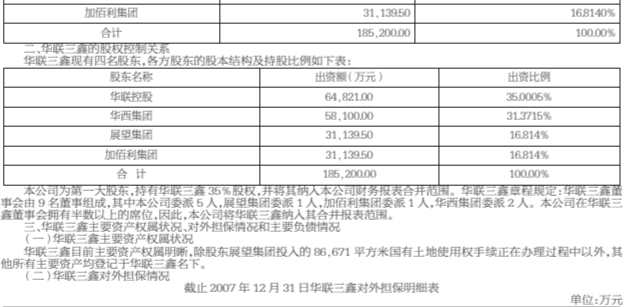 加佰利集团 31,139.50 16.8140%
合计 185,200.00 100.00%
二、华联三鑫的股权控制关系
华联三鑫现有四名股东，各方股东的股本结构及持股比例如下表：
股东名称 出资额（万元） 出资比例
华联控股 64,821.00 35.0005%
华西集团 58,100.00 31.3715%
展望集团 31,139.50 16.814%
加佰利集团 31,139.50 16.814%
合 计 185,200.00 100.00%
本公司为第一大股东，持有华联三鑫 35%股权，并将其纳入本公司财务报表合并范围。华联三鑫章程规定：华联三鑫董
事会由 9 名董事组成，其中本公司委派 5 人，展望集团委派 1 人，加佰利集团委派 1 人，华西集团委派 2 人。本公司在华联三
鑫董事会拥有半数以上的席位，因此，本公司将华联三鑫纳入其合并报表范围。
三、华联三鑫主要资产权属状况、对外担保情况和主要负债情况
（一）华联三鑫主要资产权属状况
华联三鑫目前主要资产权属明晰，除股东展望集团投入的 86,671 平方米国有土地使用权手续正在办理过程中以外，其
他所有主要资产均登记于华联三鑫名下。
（二）华联三鑫对外担保情况
截止 2007 年 12 月 31 日华联三鑫对外担保明细表
单位：万元